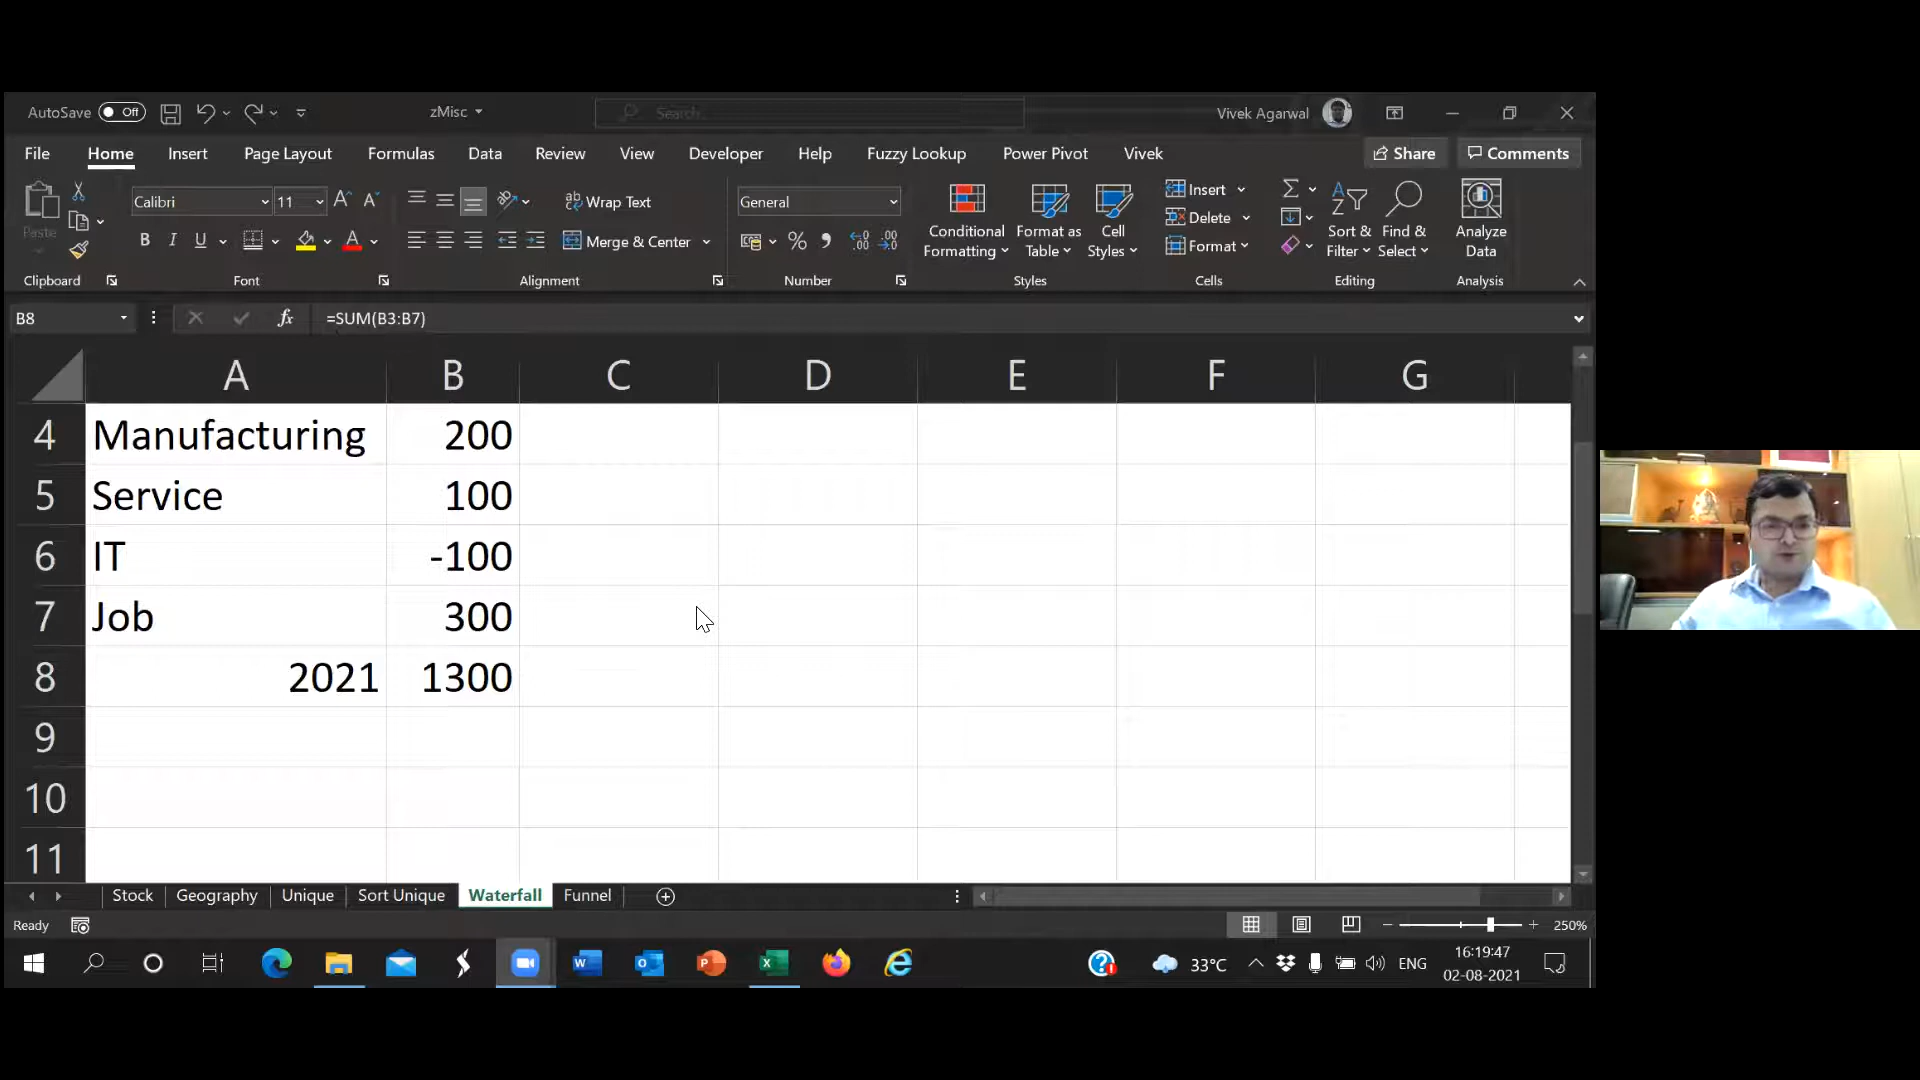 AutoSave Off zMisc Search Vivek Agarwal
File Home Insert Page Layout Formulas Data Review View Developer Help Fuzzy Lookup Power Pivot Vivek Share Comments
Calibri 11 Wrap Text General Insert
Paste B I U Merge & Center % Delete
Conditional Formatting Format as Table Cell Styles Format Sort & Filter Find & Select Analyze Data
Clipboard Font Alignment Number Styles Cells Editing Analysis
B8 fx =SUM(B3:B7)
A B C D E F G
4 Manufacturing 200
5 Service 100
6 IT -100
7 Job 300
8 2021 1300
9
10
11
Stock Geography Unique Sort Unique Waterfall Funnel
Ready 250%
33°C ENG 16:19:47
02-08-2021